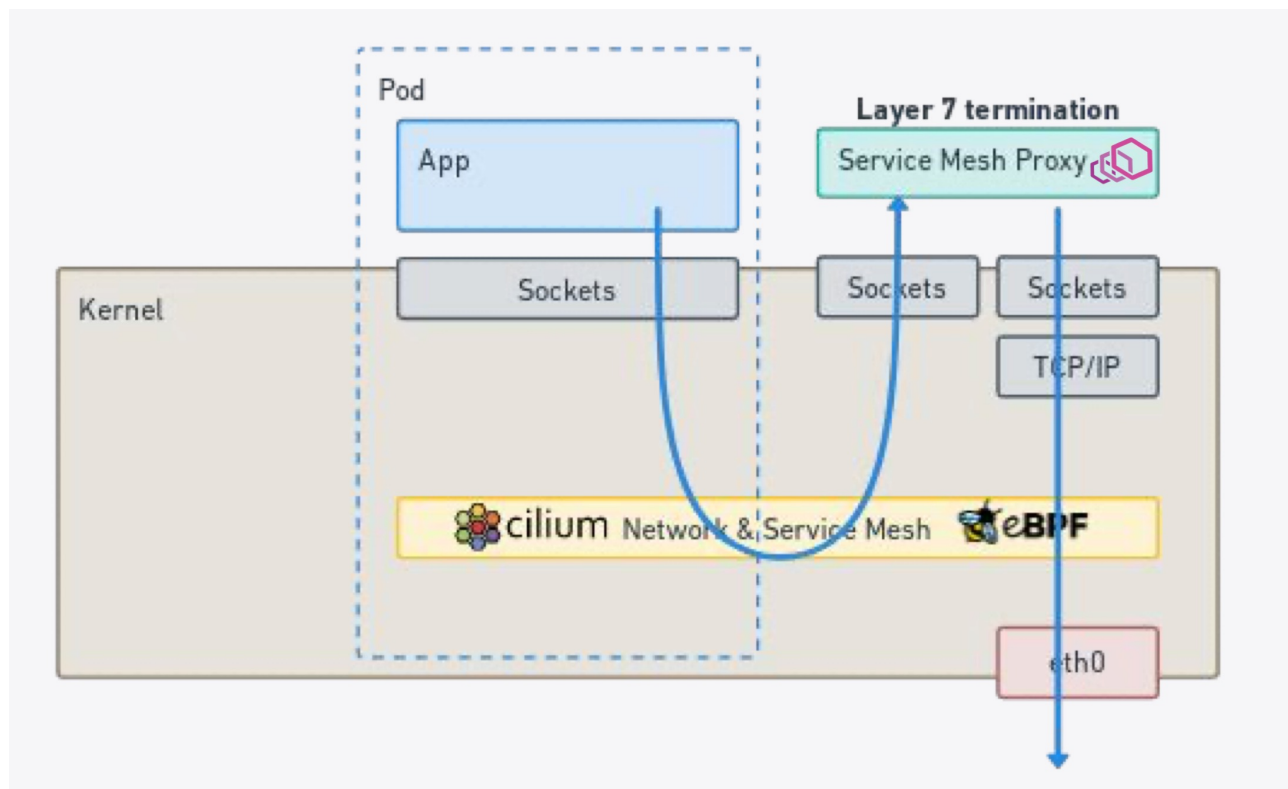 Pod
Layer 7 termination
App
Service Mesh Proxy
Sockets
Sockets
Sockets
Kernel
TCP/IP
cilium Network & Service Mesh eBPF
eth0